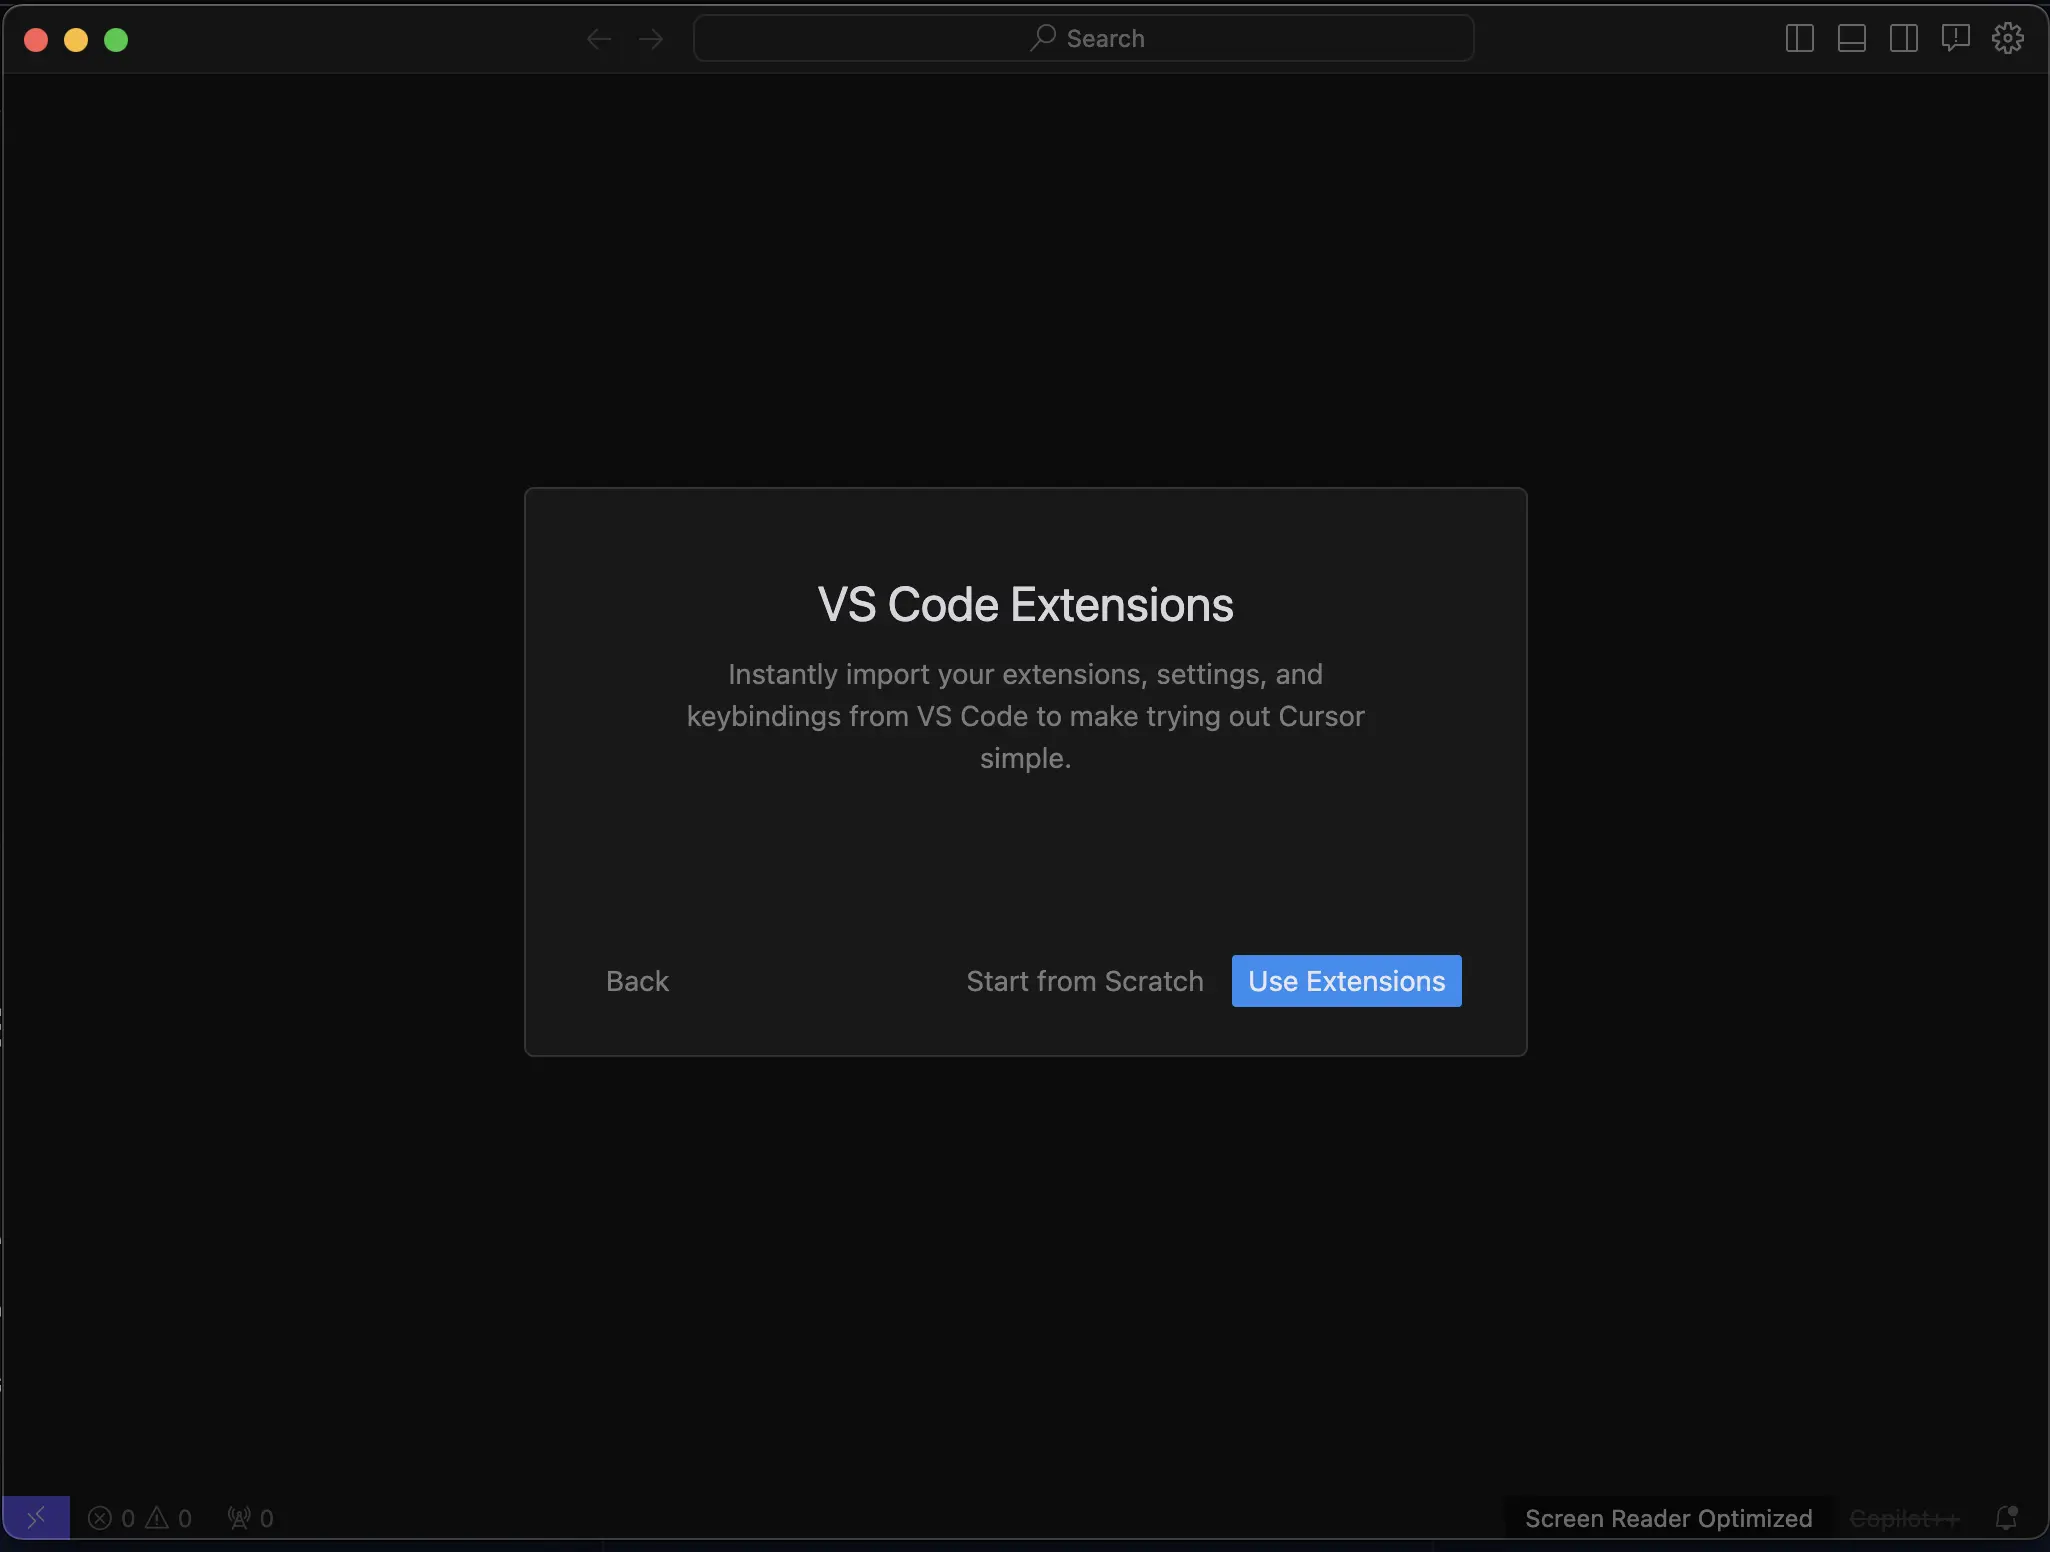 Search
VS Code Extensions
Instantly import your extensions, settings, and
keybindings from VS Code to make trying out Cursor
simple.
Back
Start from Scratch
Use Extensions
0 0 0
Screen Reader Optimized
Copilot++